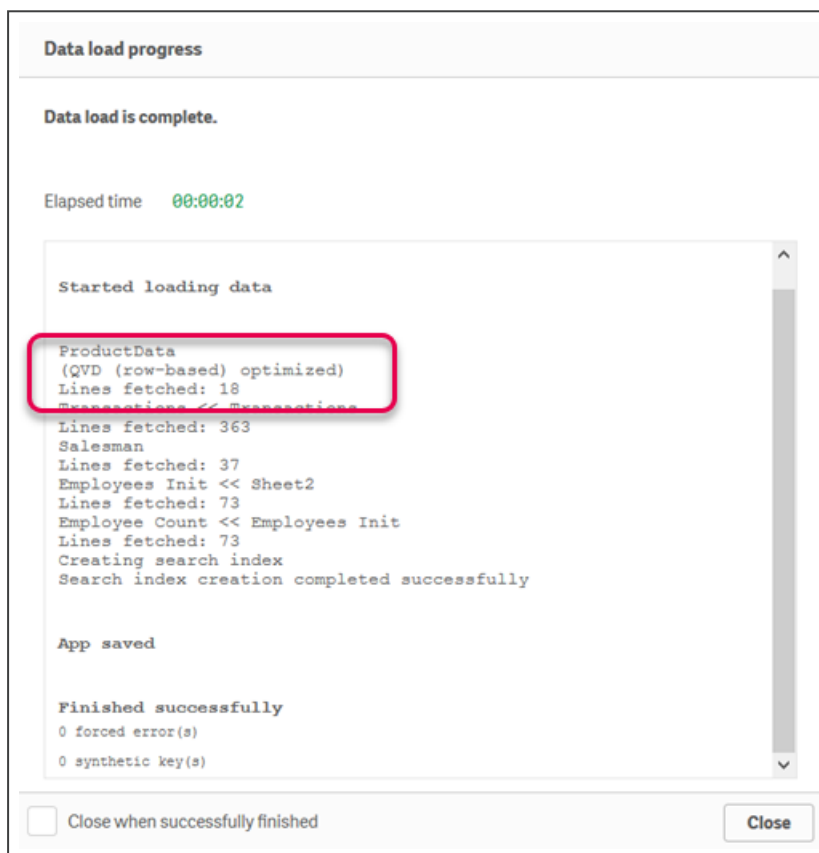 Data load progress
Data load is complete.
Elapsed time 00:00:02
Started loading data
ProductData
(QVD (row-based) optimized)
Lines fetched: 18
Transactions << Transactions
Lines fetched: 363
Salesman
Lines fetched: 37
Employees Init << Sheet2
Lines fetched: 73
Employee Count << Employees Init
Lines fetched: 73
Creating search index
Search index creation completed successfully
App saved
Finished successfully
0 forced error(s)
0 synthetic key(s)
Close when successfully finished
Close